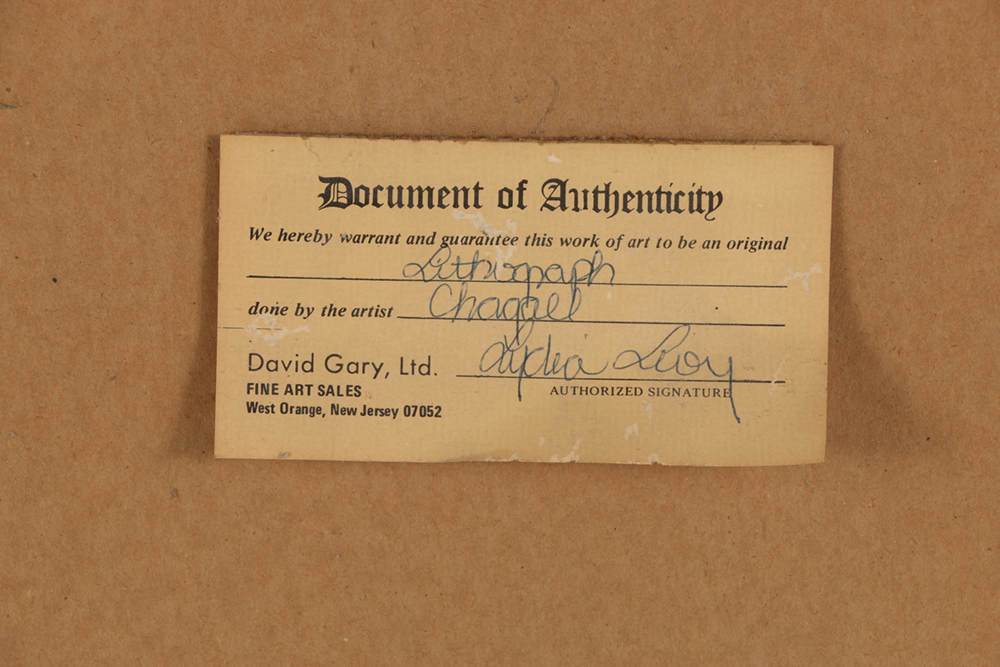 Document of Authenticity
We hereby warrant and guarantee this work of art to be an original
Lithograph
done by the artist Chagall
David Gary, Ltd. Lydia
FINE ART SALES AUTHORIZED SIGNATURE
West Orange, New Jersey 07052